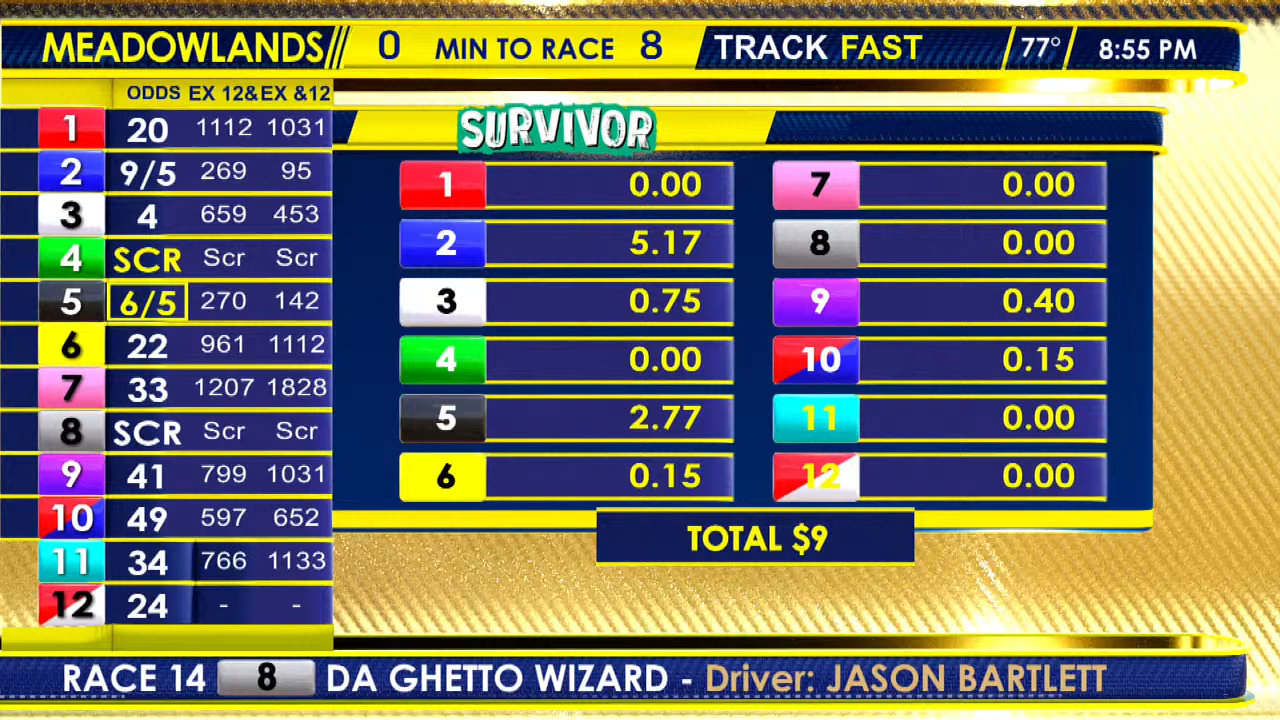 MEADOWLANDS 0 MIN TO RACE 8 TRACK FAST 77° 8:55 PM
ODDS EX 12& EX &12
1 20 1112 1031
2 9/5 269 95
3 4 659 453
4 SCR Scr Scr
5 6/5 270 142
6 22 961 1112
7 33 1207 1828
8 SCR Scr Scr
9 41 799 1031
10 49 597 652
11 34 766 1133
12 24 - -
SURVIVOR
1 0.00
2 5.17
3 0.75
4 0.00
5 2.77
6 0.15
7 0.00
8 0.00
9 0.40
10 0.15
11 0.00
12 0.00
TOTAL $9
RACE 14 8 DA GHETTO WIZARD - Driver: JASON BARTLETT